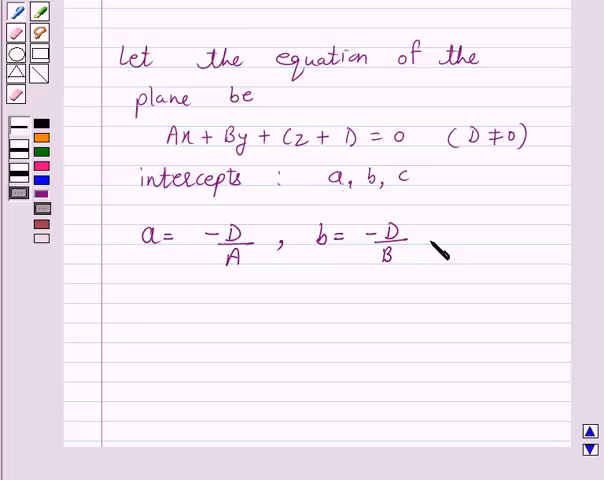 Let the equation of the
plane be
Ax + By + Cz + D = 0 (D ≠ 0)
intercepts : a, b, c
a = -D/A , b = -D/B